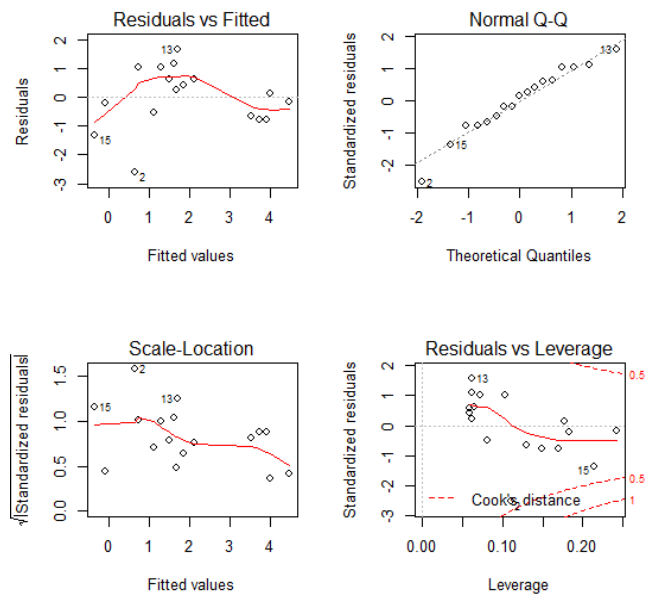 Residuals vs Fitted
Residuals
2
1
0
-1
-2
-3
13
15
2
0 1 2 3 4
Fitted values
Normal Q-Q
Standardized residuals
2
1
0
-1
-2
13
15
2
-2 -1 0 1 2
Theoretical Quantiles
Scale-Location
√|Standardized residuals|
1.5
1.0
0.5
0.0
2
15
13
0 1 2 3 4
Fitted values
Residuals vs Leverage
Standardized residuals
2
1
0
-1
-2
-3
13
15
2
Cook's distance
0.5
0.5
1
0.00 0.10 0.20
Leverage